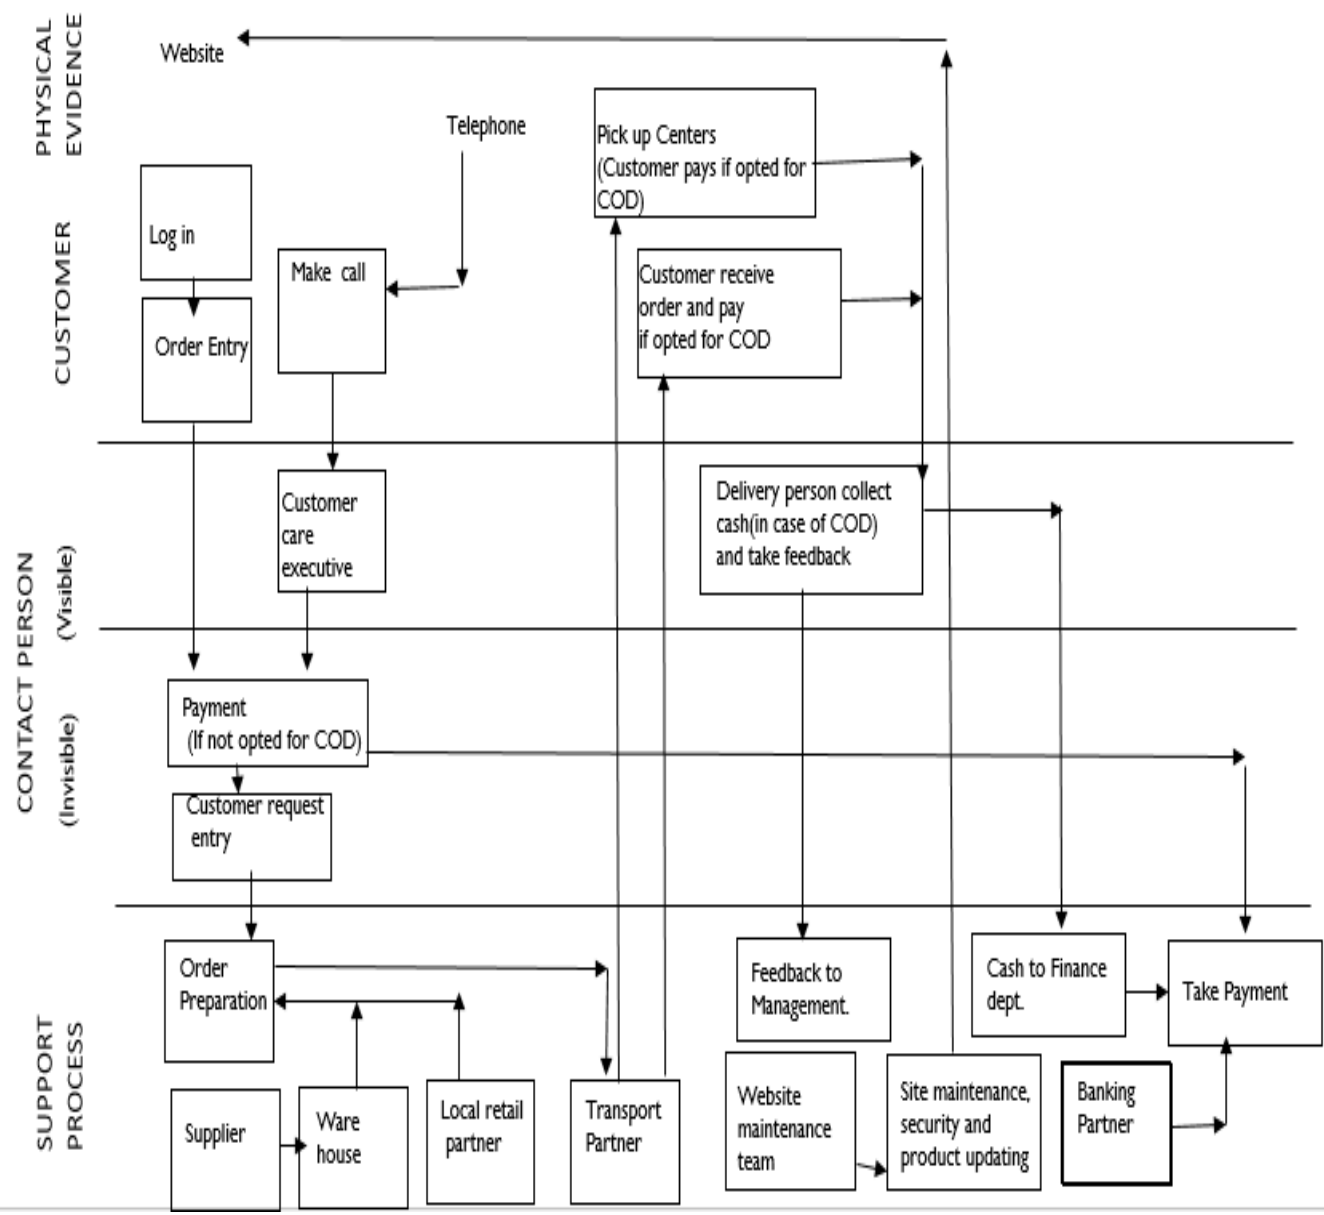 PHYSICAL
EVIDENCE
Website
Telephone
Pick up Centers
(Customer pays if opted for
COD)
CUSTOMER
Log in
Make call
Customer receive
order and pay
if opted for COD
Order Entry
CONTACT PERSON
(Visible)
Customer
care
executive
Delivery person collect
cash(in case of COD)
and take feedback
(Invisible)
Payment
(If not opted for COD)
Customer request
entry
SUPPORT
PROCESS
Order
Preparation
Feedback to
Management.
Cash to Finance
dept.
Take Payment
Supplier
Ware
house
Local retail
partner
Transport
Partner
Website
maintenance
team
Site maintenance,
security and
product updating
Banking
Partner